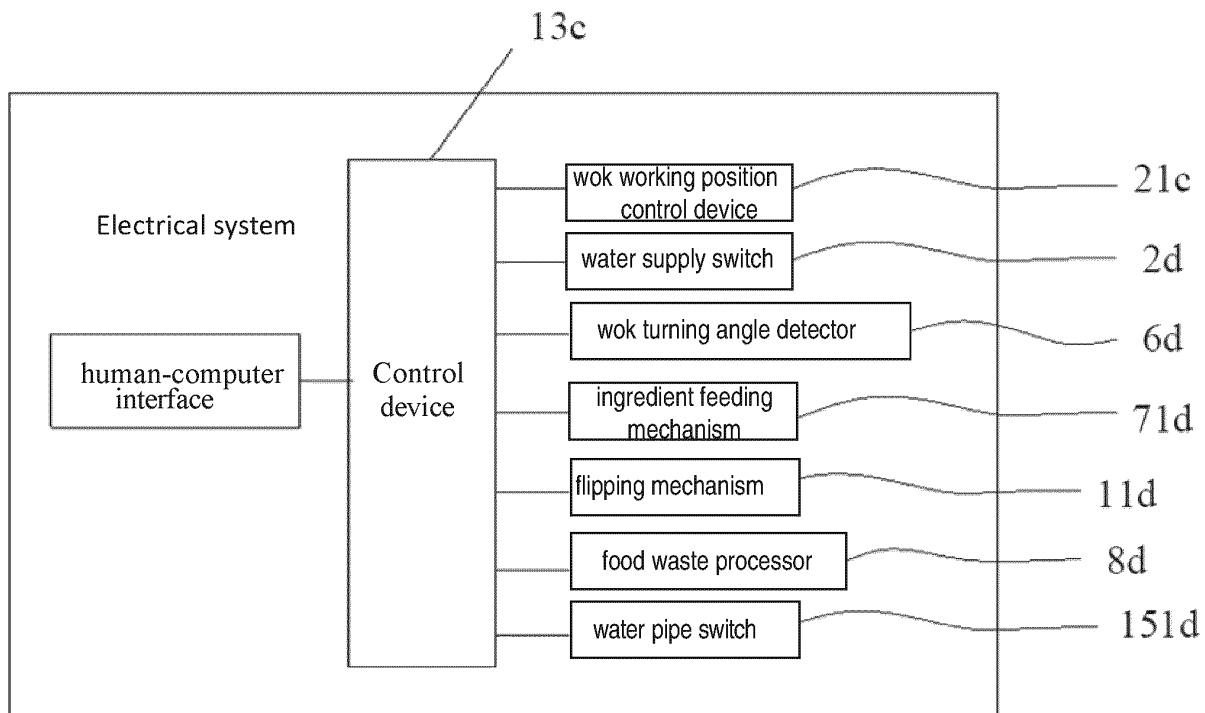 13c
wok working position
control device
21c
Electrical system
water supply switch
2d
wok turning angle detector
6d
human-computer
interface
Control
device
ingredient feeding
mechanism
71d
flipping mechanism
11d
food waste processor
8d
water pipe switch
151d